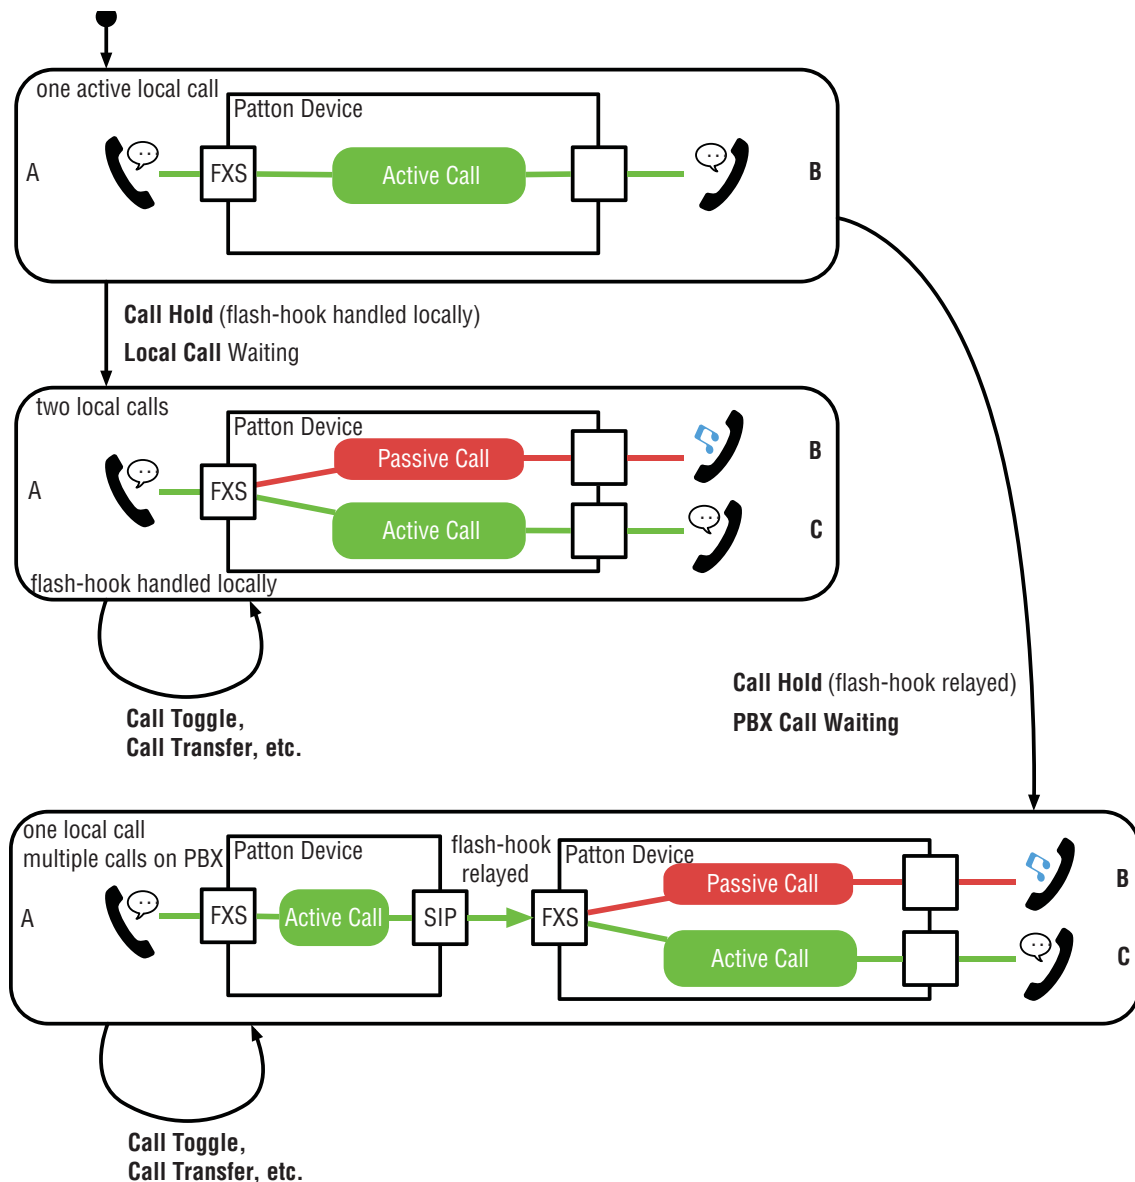 one active local call
Patton Device
A
FXS
Active Call
B
Call Hold (flash-hook handled locally)
Local Call Waiting
two local calls
Patton Device
Passive Call
B
A
FXS
Active Call
C
flash-hook handled locally
Call Toggle,
Call Transfer, etc.
Call Hold (flash-hook relayed)
PBX Call Waiting
one local call
multiple calls on PBX
Patton Device
flash-hook
relayed
Patton Device
Passive Call
B
A
FXS
Active Call
SIP
FXS
Active Call
C
Call Toggle,
Call Transfer, etc.